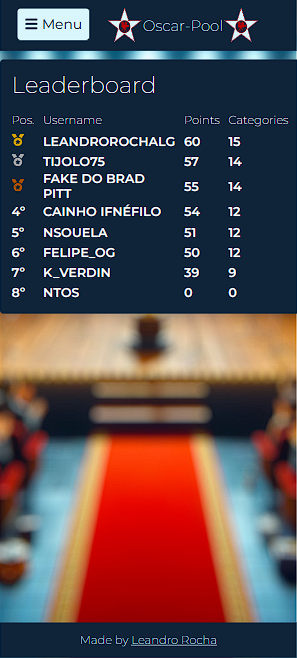 Menu
Oscar-Pool
Leaderboard
Pos. Username Points Categories
LEANDROROCHALG 60 15
TIJOLO75 57 14
FAKE DO BRAD
PITT 55 14
4º CAINHO IFNÉFILO 54 12
5º NSOUELA 51 12
6º FELIPE_OG 50 12
7º K_VERDIN 39 9
8º NTOS 0 0
Made by Leandro Rocha